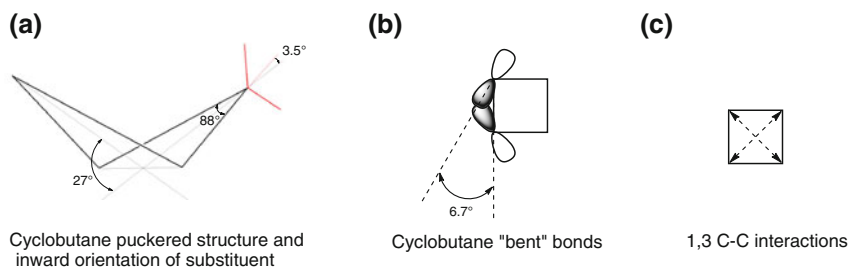 (a)
3.5°
88°
27°
Cyclobutane puckered structure and
inward orientation of substituent
(b)
6.7°
Cyclobutane "bent" bonds
(c)
1,3 C-C interactions